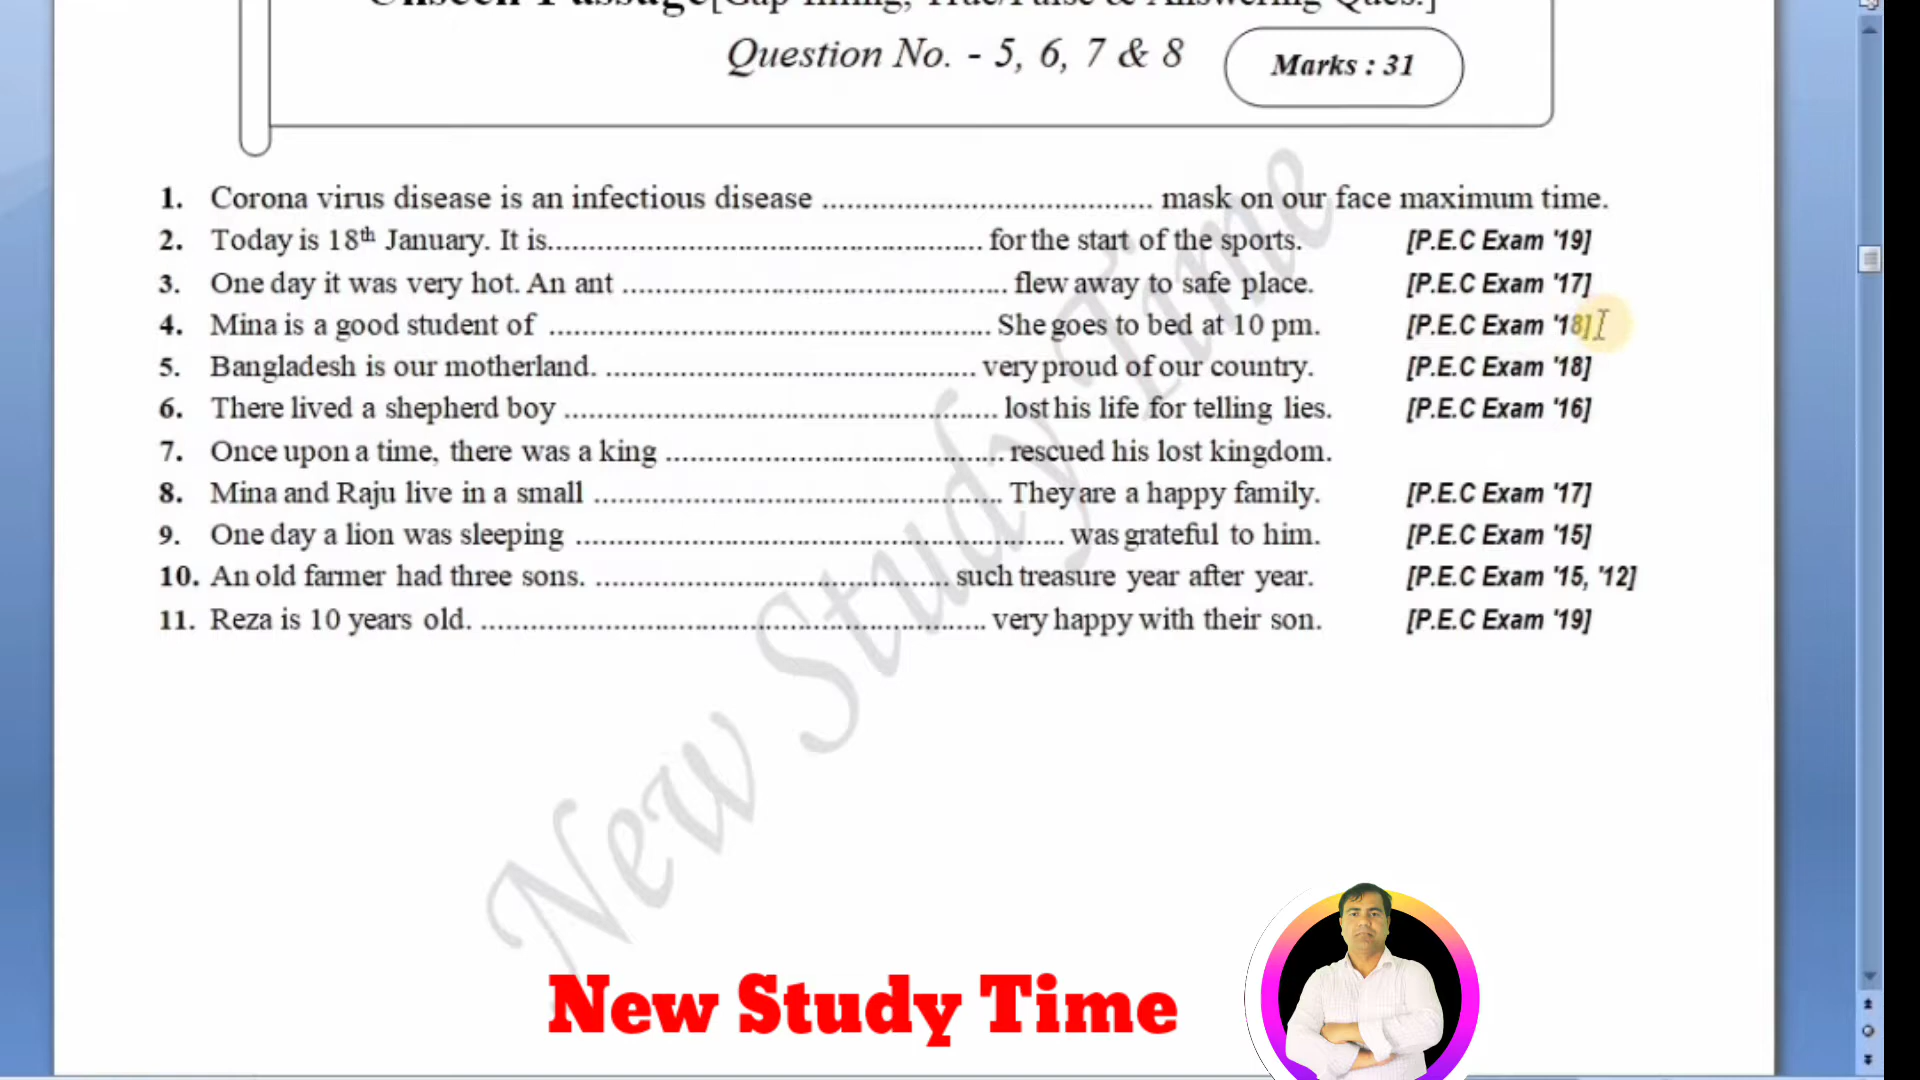 Unseen Passage[Gap filling, True/False & Answering Ques.]
Question No. - 5, 6, 7 & 8
Marks : 31
1. Corona virus disease is an infectious disease ........................................ mask on our face maximum time.
2. Today is 18th January. It is..................................................... for the start of the sports. [P.E.C Exam '19]
3. One day it was very hot. An ant ............................................... flew away to safe place. [P.E.C Exam '17]
4. Mina is a good student of ...................................................... She goes to bed at 10 pm. [P.E.C Exam '18]
5. Bangladesh is our motherland. ............................................. very proud of our country. [P.E.C Exam '18]
6. There lived a shepherd boy ..................................................... lost his life for telling lies. [P.E.C Exam '16]
7. Once upon a time, there was a king ......................................... rescued his lost kingdom.
8. Mina and Raju live in a small .................................................. They are a happy family. [P.E.C Exam '17]
9. One day a lion was sleeping ............................................................ was grateful to him. [P.E.C Exam '15]
10. An old farmer had three sons. ........................................... such treasure year after year. [P.E.C Exam '15, '12]
11. Reza is 10 years old. .............................................................. very happy with their son. [P.E.C Exam '19]
New Study Time
New Study Time